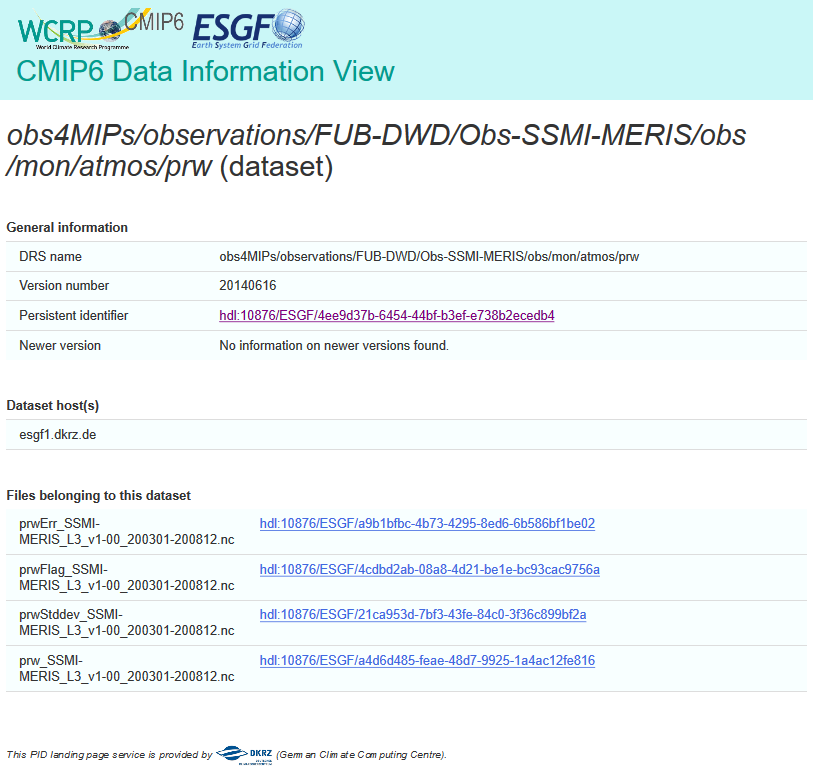 WCRP CMIP6 ESGF
World Climate Research Programme Earth System Grid Federation
CMIP6 Data Information View
obs4MIPs/observations/FUB-DWD/Obs-SSMI-MERIS/obs
/mon/atmos/prw (dataset)
General information
DRS name obs4MIPs/observations/FUB-DWD/Obs-SSMI-MERIS/obs/mon/atmos/prw
Version number 20140616
Persistent identifier hdl:10876/ESGF/4ee9d37b-6454-44bf-b3ef-e738b2ecedb4
Newer version No information on newer versions found.
Dataset host(s)
esgf1.dkrz.de
Files belonging to this dataset
prwErr_SSMI- hdl:10876/ESGF/a9b1bfbc-4b73-4295-8ed6-6b586bf1be02
MERIS_L3_v1-00_200301-200812.nc
prwFlag_SSMI- hdl:10876/ESGF/4cdbd2ab-08a8-4d21-be1e-bc93cac9756a
MERIS_L3_v1-00_200301-200812.nc
prwStddev_SSMI- hdl:10876/ESGF/21ca953d-7bf3-43fe-84c0-3f36c899bf2a
MERIS_L3_v1-00_200301-200812.nc
prw_SSMI- hdl:10876/ESGF/a4d6d485-feae-48d7-9925-1a4ac12fe816
MERIS_L3_v1-00_200301-200812.nc
This PID landing page service is provided by DKRZ (German Climate Computing Centre).